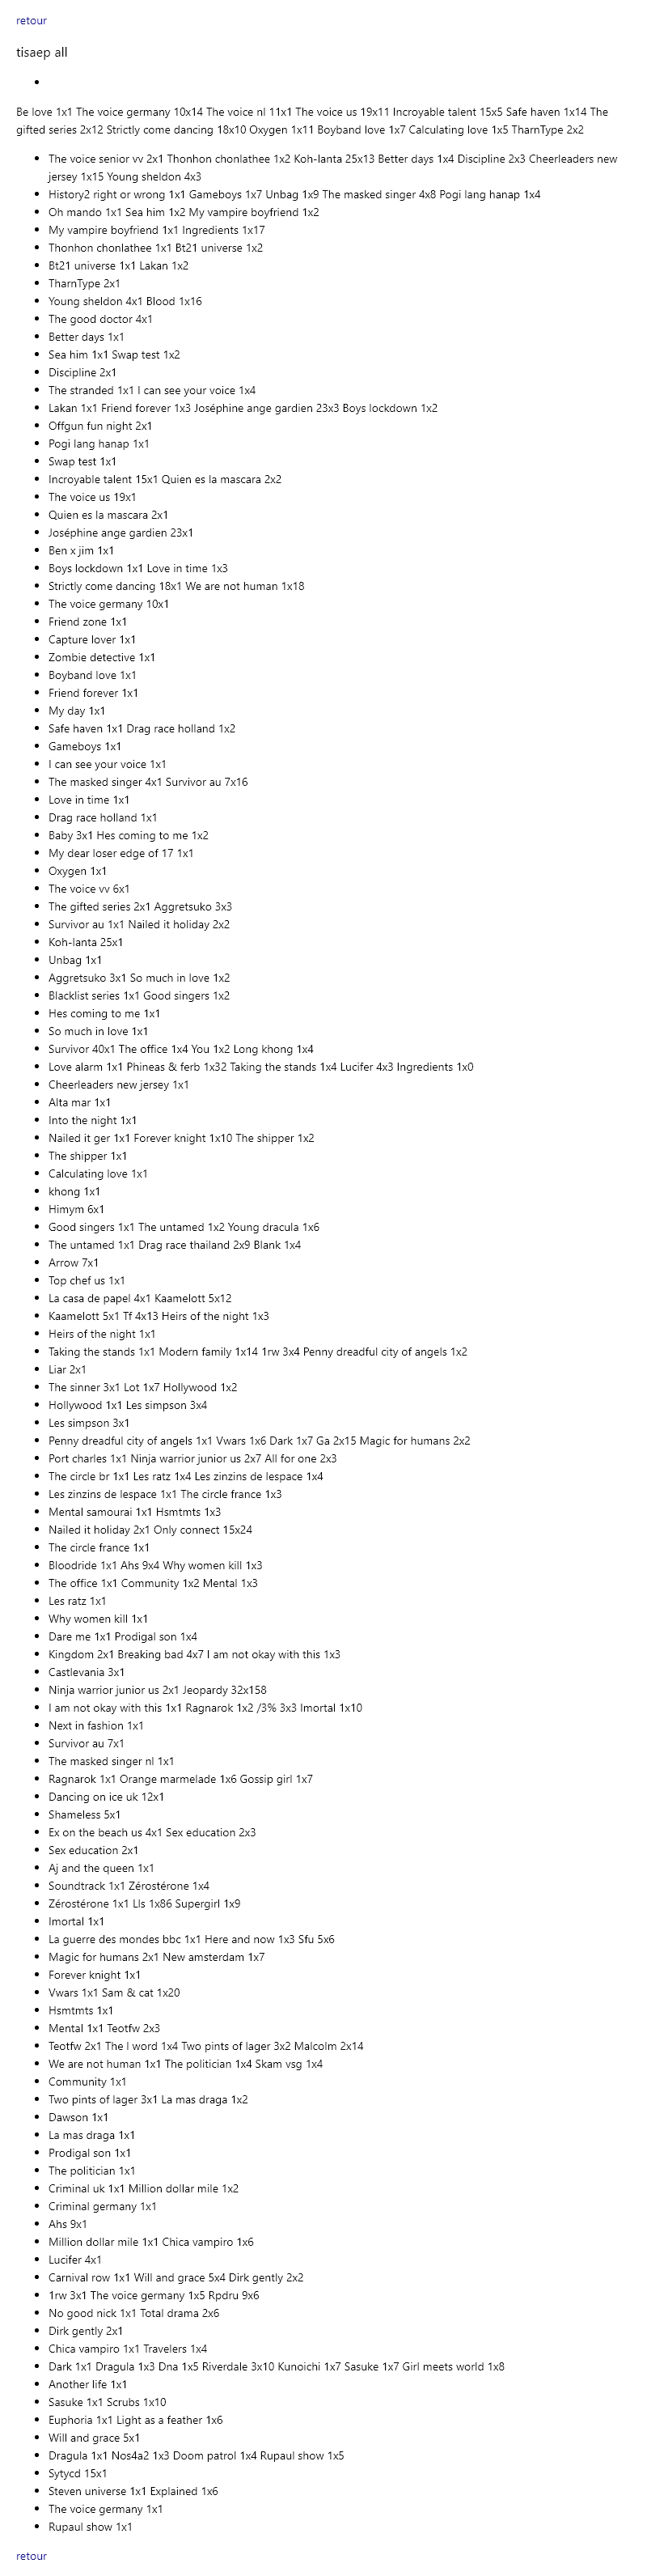 retour
tisaep all
Be love 1x1 The voice germany 10x14 The voice nl 11x1 The voice us 19x11 Incroyable talent 15x5 Safe haven 1x14 The
gifted series 2x12 Strictly come dancing 18x10 Oxygen 1x11 Boyband love 1x7 Calculating love 1x5 TharnType 2x2
The voice senior vv 2x1 Thonhon chonlathee 1x2 Koh-lanta 25x13 Better days 1x4 Discipline 2x3 Cheerleaders new
jersey 1x15 Young sheldon 4x3
History2 right or wrong 1x1 Gameboys 1x7 Unbag 1x9 The masked singer 4x8 Pogi lang hanap 1x4
Oh mando 1x1 Sea him 1x2 My vampire boyfriend 1x2
My vampire boyfriend 1x1 Ingredients 1x17
Thonhon chonlathee 1x1 Bt21 universe 1x2
Bt21 universe 1x1 Lakan 1x2
TharnType 2x1
Young sheldon 4x1 Blood 1x16
The good doctor 4x1
Better days 1x1
Sea him 1x1 Swap test 1x2
Discipline 2x1
The stranded 1x1 I can see your voice 1x4
Lakan 1x1 Friend forever 1x3 Joséphine ange gardien 23x3 Boys lockdown 1x2
Offgun fun night 2x1
Pogi lang hanap 1x1
Swap test 1x1
Incroyable talent 15x1 Quien es la mascara 2x2
The voice us 19x1
Quien es la mascara 2x1
Joséphine ange gardien 23x1
Ben x jim 1x1
Boys lockdown 1x1 Love in time 1x3
Strictly come dancing 18x1 We are not human 1x18
The voice germany 10x1
Friend zone 1x1
Capture lover 1x1
Zombie detective 1x1
Boyband love 1x1
Friend forever 1x1
My day 1x1
Safe haven 1x1 Drag race holland 1x2
Gameboys 1x1
I can see your voice 1x1
The masked singer 4x1 Survivor au 7x16
Love in time 1x1
Drag race holland 1x1
Baby 3x1 Hes coming to me 1x2
My dear loser edge of 17 1x1
Oxygen 1x1
The voice vv 6x1
The gifted series 2x1 Aggretsuko 3x3
Survivor au 1x1 Nailed it holiday 2x2
Koh-lanta 25x1
Unbag 1x1
Aggretsuko 3x1 So much in love 1x2
Blacklist series 1x1 Good singers 1x2
Hes coming to me 1x1
So much in love 1x1
Survivor 40x1 The office 1x4 You 1x2 Long khong 1x4
Love alarm 1x1 Phineas & ferb 1x32 Taking the stands 1x4 Lucifer 4x3 Ingredients 1x0
Cheerleaders new jersey 1x1
Alta mar 1x1
Into the night 1x1
Nailed it ger 1x1 Forever knight 1x10 The shipper 1x2
The shipper 1x1
Calculating love 1x1
khong 1x1
Himym 6x1
Good singers 1x1 The untamed 1x2 Young dracula 1x6
The untamed 1x1 Drag race thailand 2x9 Blank 1x4
Arrow 7x1
Top chef us 1x1
La casa de papel 4x1 Kaamelott 5x12
Kaamelott 5x1 Tf 4x13 Heirs of the night 1x3
Heirs of the night 1x1
Taking the stands 1x1 Modern family 1x14 1rw 3x4 Penny dreadful city of angels 1x2
Liar 2x1
The sinner 3x1 Lot 1x7 Hollywood 1x2
Hollywood 1x1 Les simpson 3x4
Les simpson 3x1
Penny dreadful city of angels 1x1 Vwars 1x6 Dark 1x7 Ga 2x15 Magic for humans 2x2
Port charles 1x1 Ninja warrior junior us 2x7 All for one 2x3
The circle br 1x1 Les ratz 1x4 Les zinzins de lespace 1x4
Les zinzins de lespace 1x1 The circle france 1x3
Mental samourai 1x1 Hsmtmts 1x3
Nailed it holiday 2x1 Only connect 15x24
The circle france 1x1
Bloodride 1x1 Ahs 9x4 Why women kill 1x3
The office 1x1 Community 1x2 Mental 1x3
Les ratz 1x1
Why women kill 1x1
Dare me 1x1 Prodigal son 1x4
Kingdom 2x1 Breaking bad 4x7 I am not okay with this 1x3
Castlevania 3x1
Ninja warrior junior us 2x1 Jeopardy 32x158
I am not okay with this 1x1 Ragnarok 1x2 /3% 3x3 Imortal 1x10
Next in fashion 1x1
Survivor au 7x1
The masked singer nl 1x1
Ragnarok 1x1 Orange marmelade 1x6 Gossip girl 1x7
Dancing on ice uk 12x1
Shameless 5x1
Ex on the beach us 4x1 Sex education 2x3
Sex education 2x1
Aj and the queen 1x1
Soundtrack 1x1 Zérostérone 1x4
Zérostérone 1x1 Lls 1x86 Supergirl 1x9
Imortal 1x1
La guerre des mondes bbc 1x1 Here and now 1x3 Sfu 5x6
Magic for humans 2x1 New amsterdam 1x7
Forever knight 1x1
Vwars 1x1 Sam & cat 1x20
Hsmtmts 1x1
Mental 1x1 Teotfw 2x3
Teotfw 2x1 The l word 1x4 Two pints of lager 3x2 Malcolm 2x14
We are not human 1x1 The politician 1x4 Skam vsg 1x4
Community 1x1
Two pints of lager 3x1 La mas draga 1x2
Dawson 1x1
La mas draga 1x1
Prodigal son 1x1
The politician 1x1
Criminal uk 1x1 Million dollar mile 1x2
Criminal germany 1x1
Ahs 9x1
Million dollar mile 1x1 Chica vampiro 1x6
Lucifer 4x1
Carnival row 1x1 Will and grace 5x4 Dirk gently 2x2
1rw 3x1 The voice germany 1x5 Rpdru 9x6
No good nick 1x1 Total drama 2x6
Dirk gently 2x1
Chica vampiro 1x1 Travelers 1x4
Dark 1x1 Dragula 1x3 Dna 1x5 Riverdale 3x10 Kunoichi 1x7 Sasuke 1x7 Girl meets world 1x8
Another life 1x1
Sasuke 1x1 Scrubs 1x10
Euphoria 1x1 Light as a feather 1x6
Will and grace 5x1
Dragula 1x1 Nos4a2 1x3 Doom patrol 1x4 Rupaul show 1x5
Sytycd 15x1
Steven universe 1x1 Explained 1x6
The voice germany 1x1
Rupaul show 1x1
retour